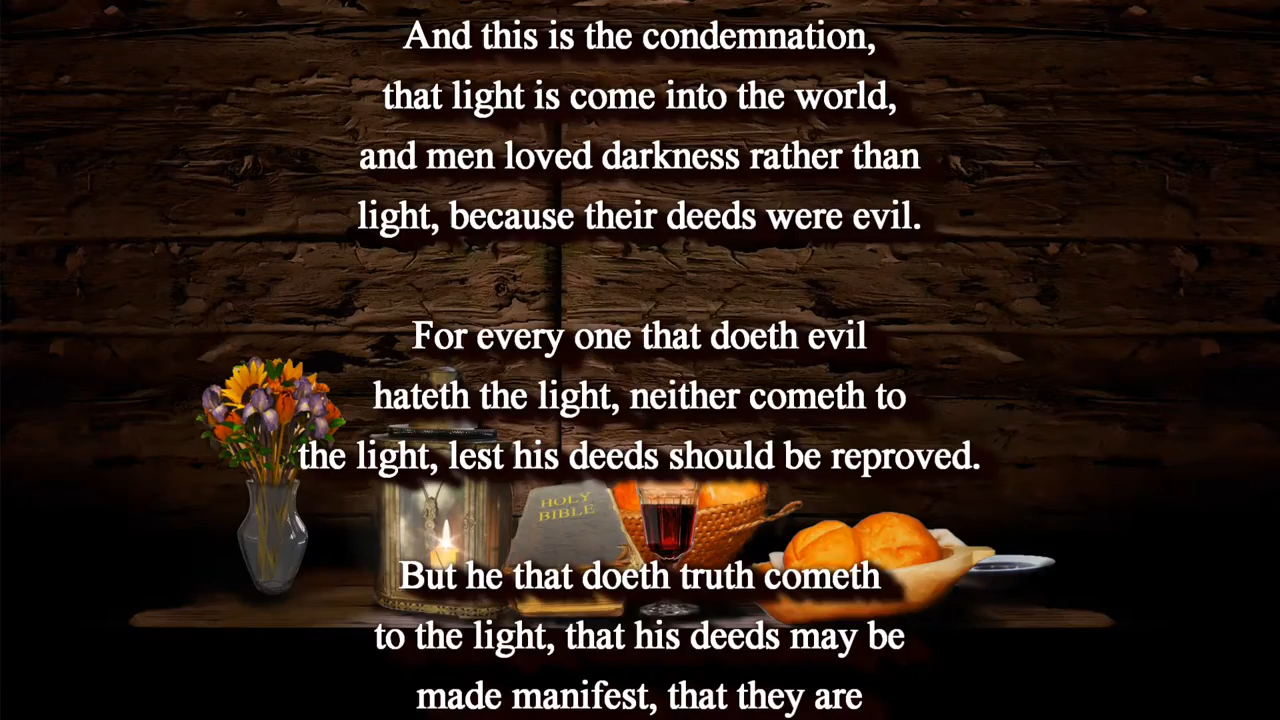 And this is the condemnation,
that light is come into the world,
and men loved darkness rather than
light, because their deeds were evil.
For every one that doeth evil
hateth the light, neither cometh to
the light, lest his deeds should be reproved.
HOLY
BIBLE
But he that doeth truth cometh
to the light, that his deeds may be
made manifest, that they are